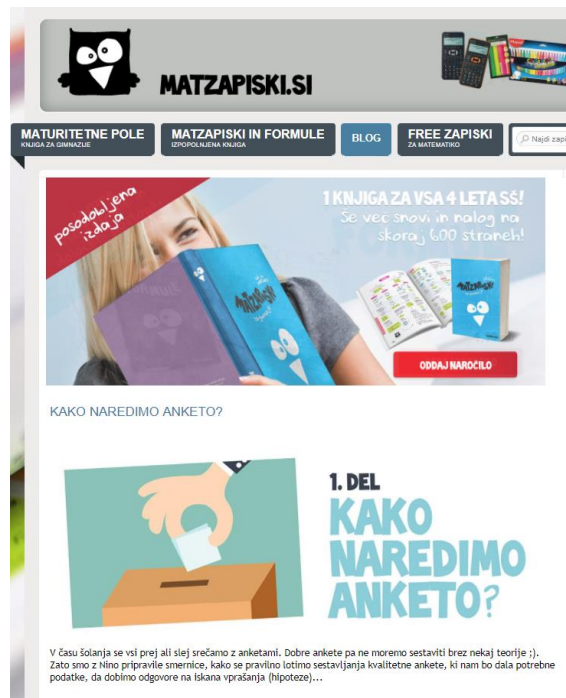 MATZAPISKI.SI
MATURITETNE POLE
KNJIGA ZA GIMNAZIJE
MATZAPISKI IN FORMULE
IZPOPOLNJENA KNJIGA
BLOG
FREE ZAPISKI
ZA MATEMATIKO
Najdi zapi
posodobljena
izdaja
1 KNJIGA ZA VSA 4 LETA SŠ!
Še več snovi in nalog na
skoraj 600 straneh!
ODDAJ NAROČILO
KAKO NAREDIMO ANKETO?
1. DEL
KAKO
NAREDIMO
ANKETO?
V času šolanja se vsi prej ali slej srečamo z anketami. Dobre ankete pa ne moremo sestaviti brez nekaj teorije ;).
Zato smo z Nino pripravile smernice, kako se pravilno lotimo sestavljanja kvalitetne ankete, ki nam bo dala potrebne
podatke, da dobimo odgovore na iskana vprašanja (hipoteze)...